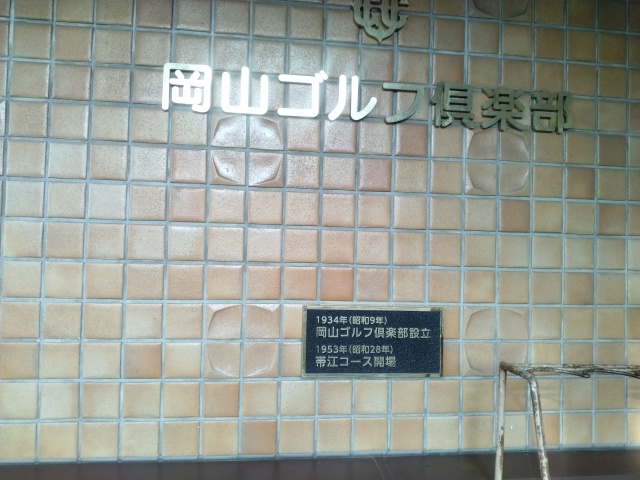 岡山ゴルフ倶楽部
1934年(昭和9年)
岡山ゴルフ倶楽部設立
1953年(昭和28年)
帯江コース開場